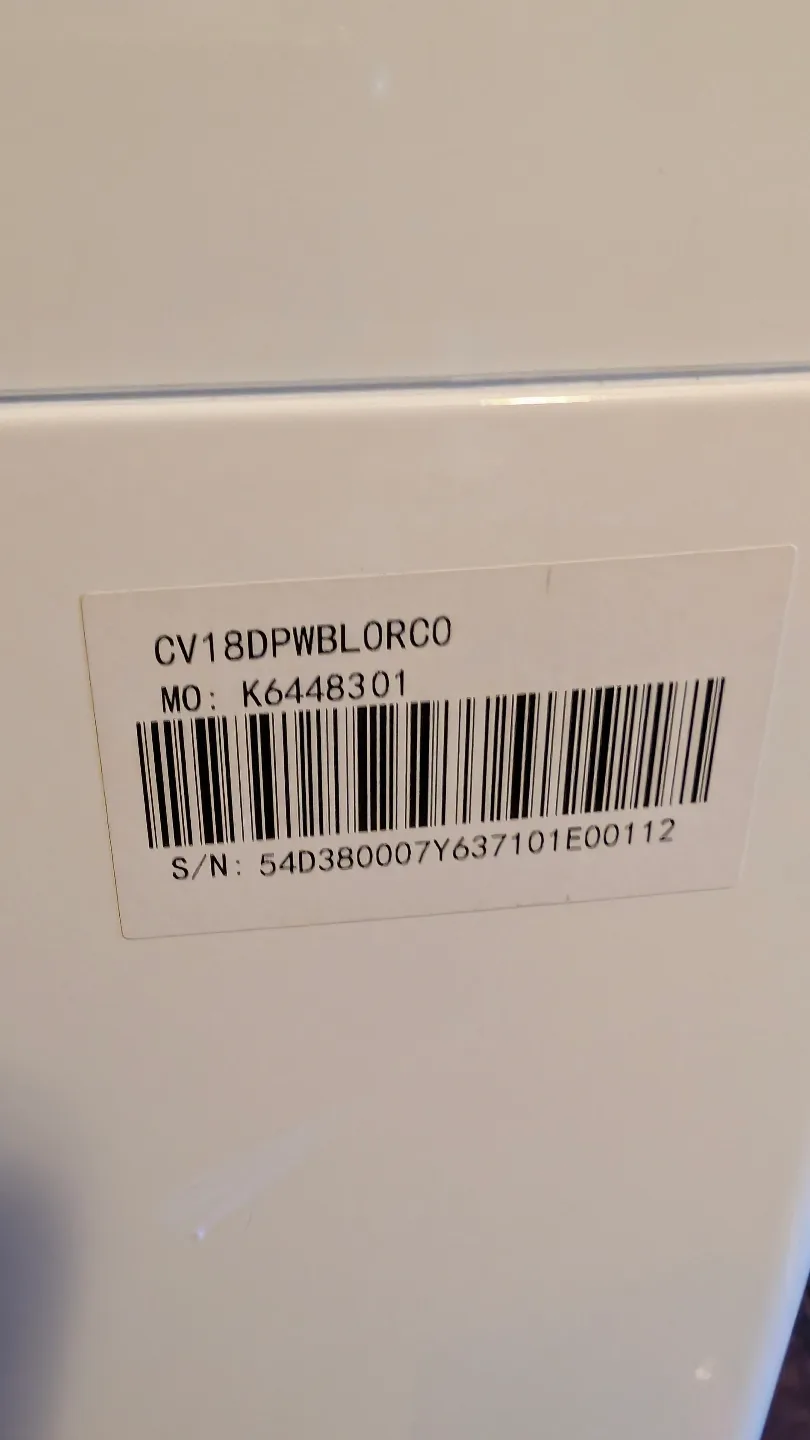 CV18DPWBL0RC0
MO: K6448301
S/N: 54D380007Y637101E00112